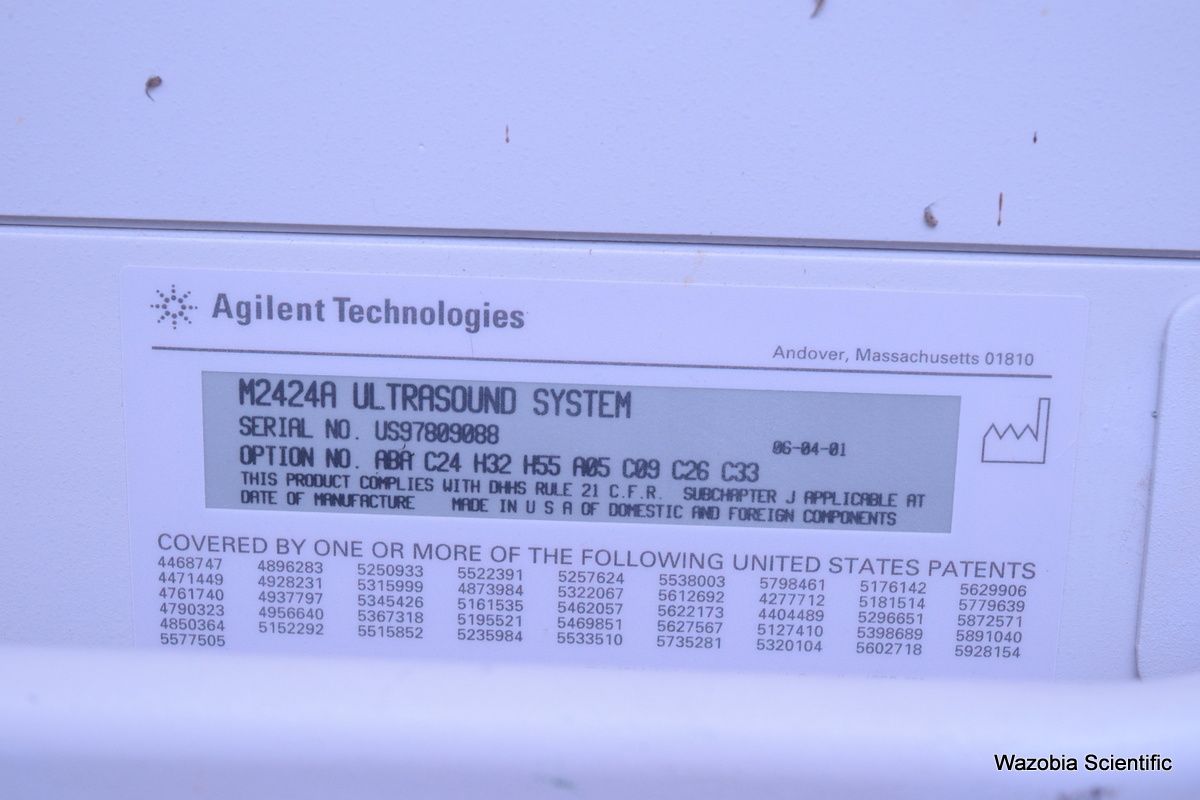 Agilent Technologies
Andover, Massachusetts 01810
M2424A ULTRASOUND SYSTEM
SERIAL NO. US97809088
06-04-01
OPTION NO. ABA C24 H32 H55 A05 C09 C26 C33
THIS PRODUCT COMPLIES WITH DHHS RULE 21 C.F.R. SUBCHAPTER J APPLICABLE AT
DATE OF MANUFACTURE MADE IN U S A OF DOMESTIC AND FOREIGN COMPONENTS
COVERED BY ONE OR MORE OF THE FOLLOWING UNITED STATES PATENTS
4468747 4896283 5250933 5522391 5257624 5538003 5798461 5176142 5629906
4471449 4928231 5315999 4873984 5322067 5612692 4277712 5181514 5779639
4761740 4937797 5345426 5161535 5462057 5622173 4404489 5296651 5872571
4790323 4956640 5367318 5195521 5469851 5627567 5127410 5398689 5891040
4850364 5152292 5515852 5235984 5533510 5735281 5320104 5602718 5928154
5577505
Wazobia Scientific